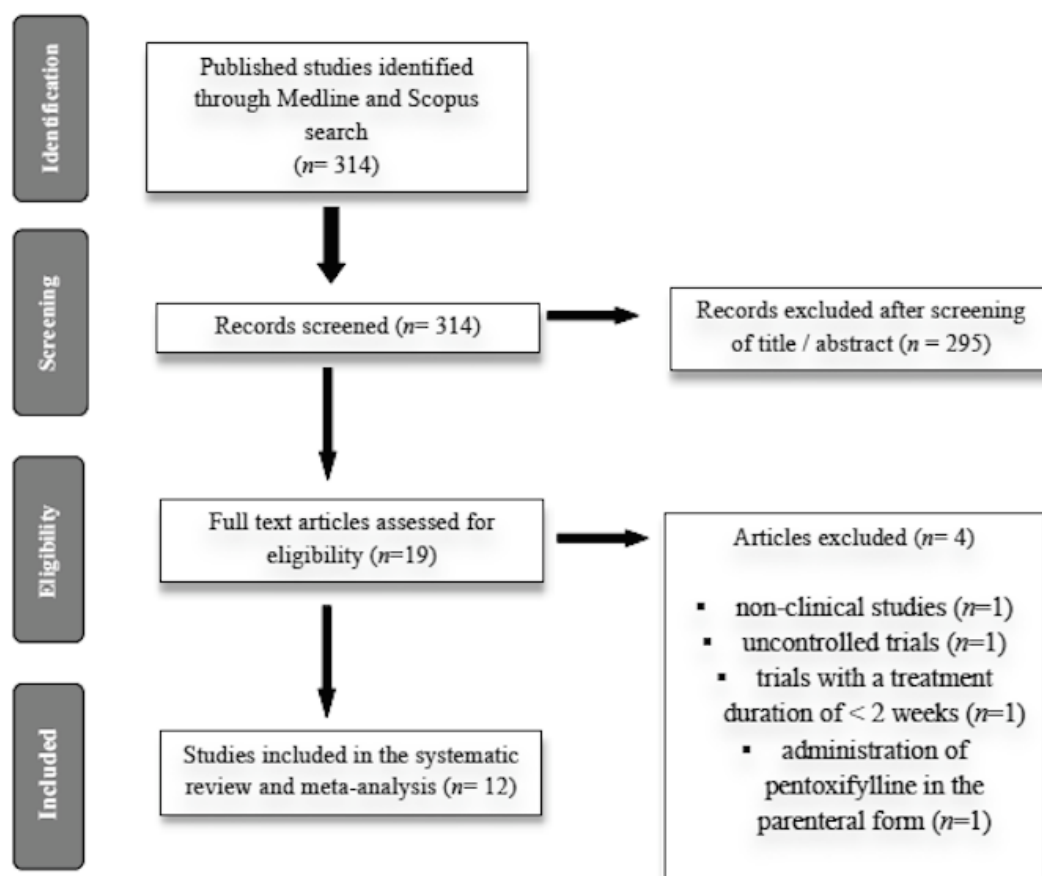 Identification
Published studies identified
through Medline and Scopus
search
(n= 314)
Screening
Records screened (n= 314)
Records excluded after screening
of title / abstract (n = 295)
Eligibility
Full text articles assessed for
eligibility (n=19)
Articles excluded (n= 4)
▪ non-clinical studies (n=1)
▪ uncontrolled trials (n=1)
▪ trials with a treatment
duration of < 2 weeks (n=1)
▪ administration of
pentoxifylline in the
parenteral form (n=1)
Included
Studies included in the systematic
review and meta-analysis (n= 12)